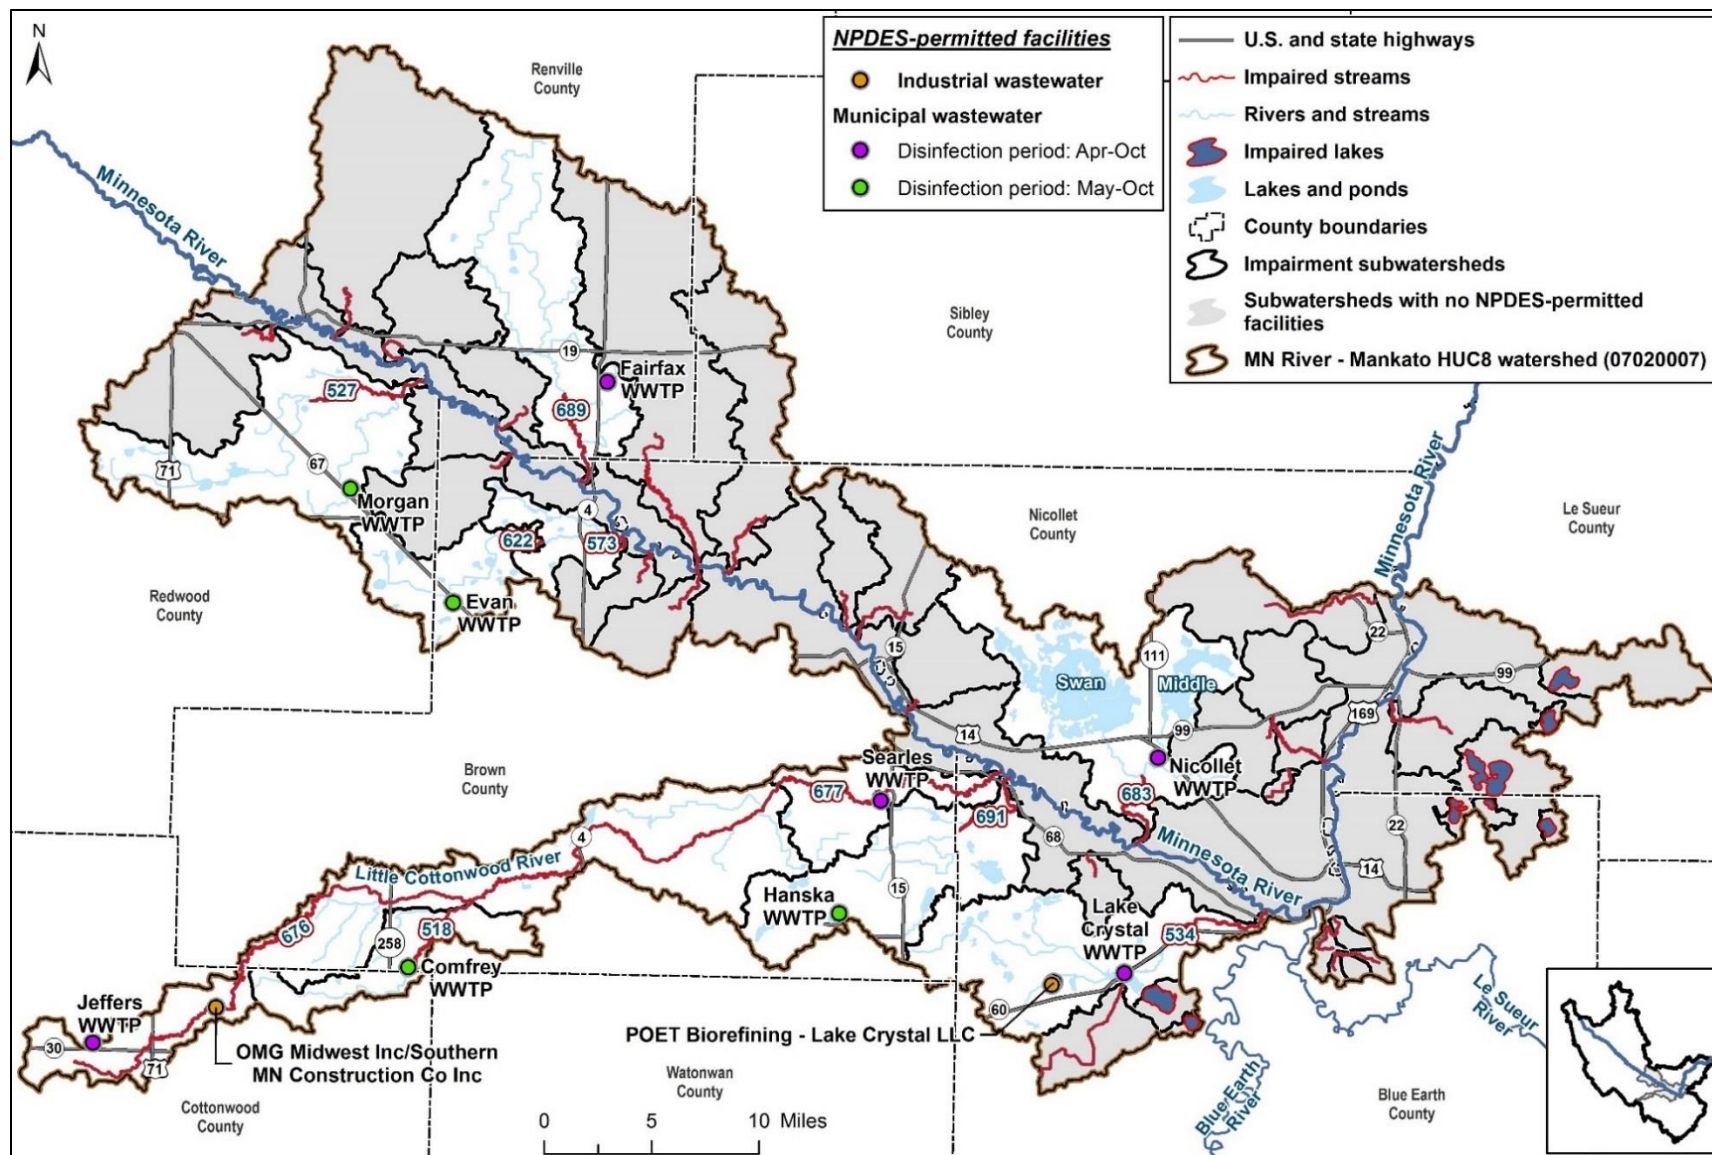 N
NPDES-permitted facilities
Industrial wastewater
Municipal wastewater
Disinfection period: Apr-Oct
Disinfection period: May-Oct
U.S. and state highways
Impaired streams
Rivers and streams
Impaired lakes
Lakes and ponds
County boundaries
Impairment subwatersheds
Subwatersheds with no NPDES-permitted
facilities
MN River - Mankato HUC8 watershed (07020007)
Renville
County
Minnesota River
Sibley
County
19
Fairfax
WWTP
527
689
71
67
Morgan
WWTP
4
622
573
Nicollet
County
Le Sueur
County
Minnesota River
Redwood
County
Evan
WWTP
15
22
111
Swan
Middle
99
169
14
99
Brown
County
Searles
WWTP
Nicollet
WWTP
677
683
691
68
22
4
Minnesota River
14
Little Cottonwood River
Hanska
WWTP
15
Lake
Crystal
WWTP
534
676
258
518
Comfrey
WWTP
Jeffers
WWTP
60
Le Sueur
River
30
71
OMG Midwest Inc/Southern
MN Construction Co Inc
POET Biorefining - Lake Crystal LLC
Watonwan
County
Blue Earth
River
Blue Earth
County
Cottonwood
County
0 5 10 Miles